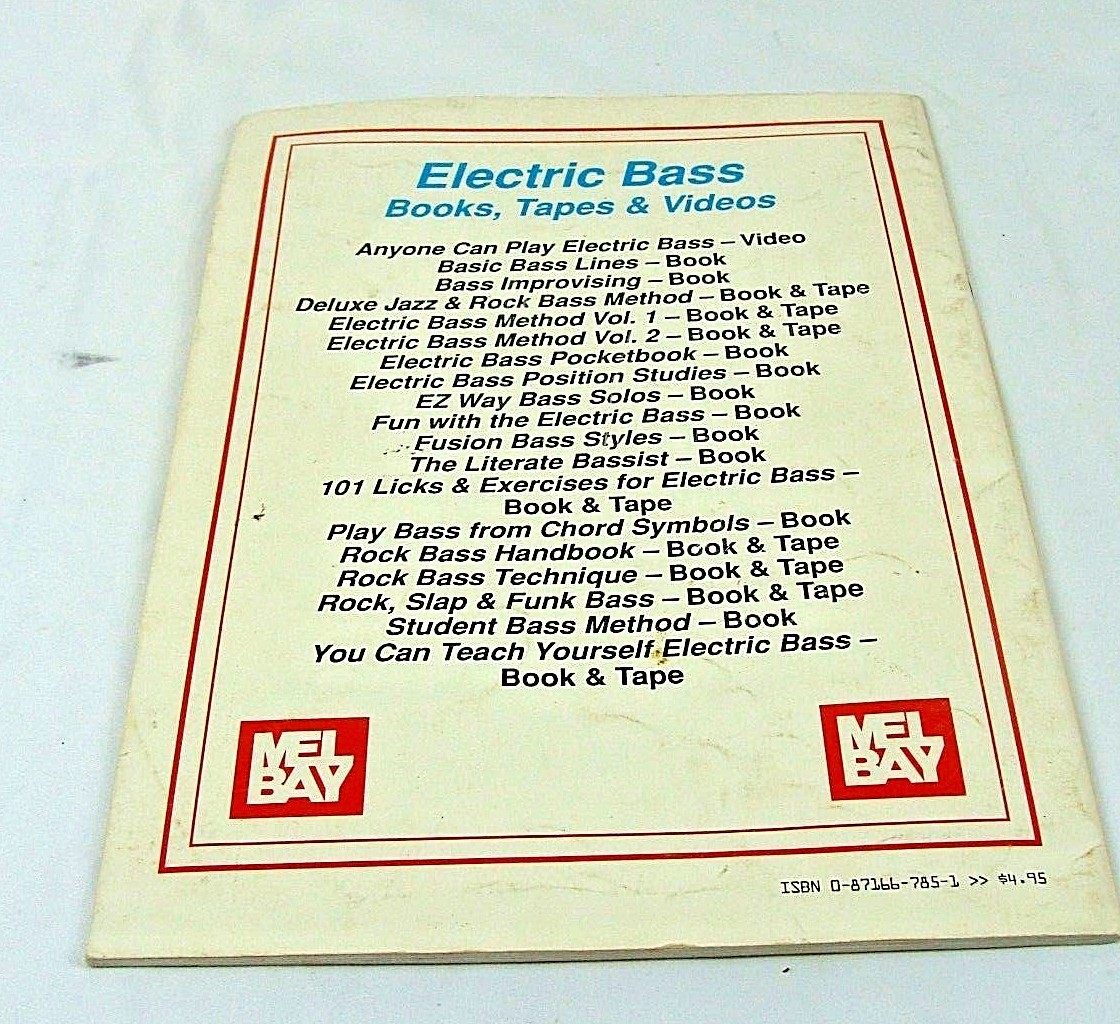 Electric Bass
Books, Tapes & Videos
Anyone Can Play Electric Bass – Video
Basic Bass Lines – Book
Bass Improvising – Book
Deluxe Jazz & Rock Bass Method – Book & Tape
Electric Bass Method Vol. 1 – Book & Tape
Electric Bass Method Vol. 2 – Book & Tape
Electric Bass Pocketbook – Book
Electric Bass Position Studies – Book
EZ Way Bass Solos – Book
Fun with the Electric Bass – Book
Fusion Bass Styles – Book
The Literate Bassist – Book
101 Licks & Exercises for Electric Bass –
Book & Tape
Play Bass from Chord Symbols – Book
Rock Bass Handbook – Book & Tape
Rock Bass Technique – Book & Tape
Rock, Slap & Funk Bass – Book & Tape
Student Bass Method – Book
You Can Teach Yourself Electric Bass –
Book & Tape
MEL
BAY
MEL
BAY
ISBN 0-87166-785-1 >> $4.95